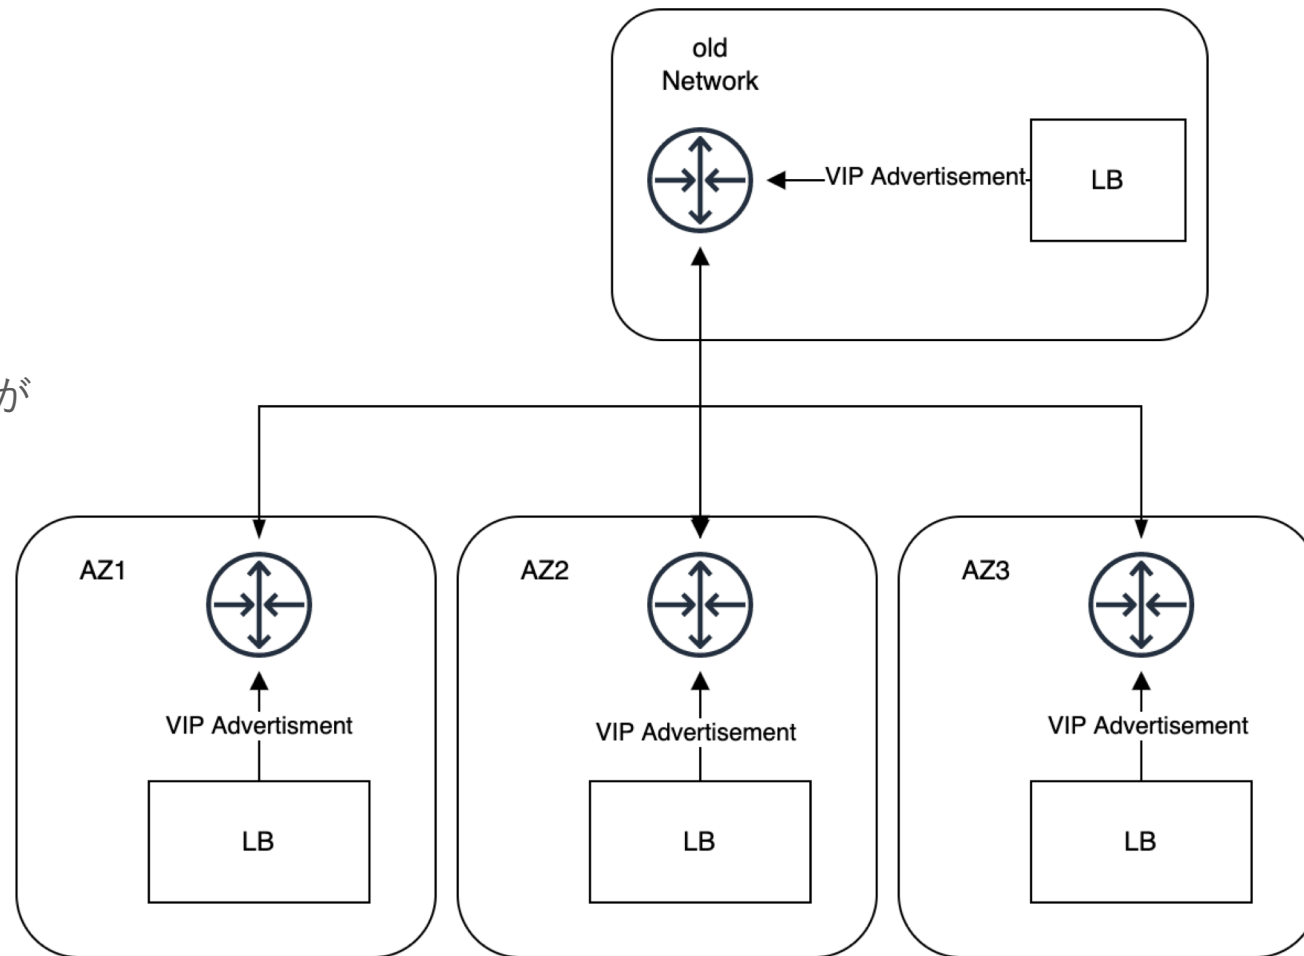 old
Network
VIP Advertisement
LB
が
AZ1
AZ2
AZ3
VIP Advertisment
VIP Advertisement
VIP Advertisement
LB
LB
LB